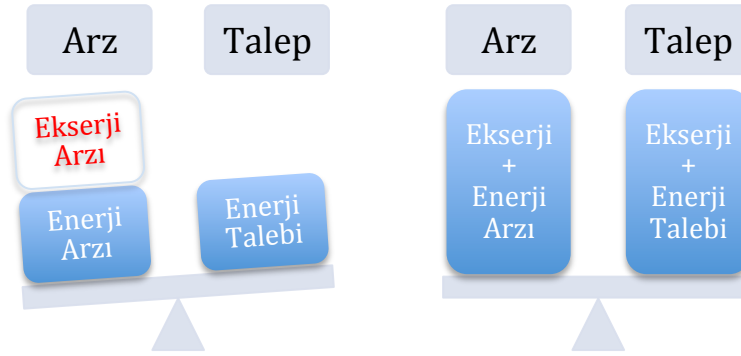 Arz
Talep
Ekserji
Arzı
Enerji
Arzı
Enerji
Talebi
Arz
Talep
Ekserji
+
Enerji
Arzı
Ekserji
+
Enerji
Talebi